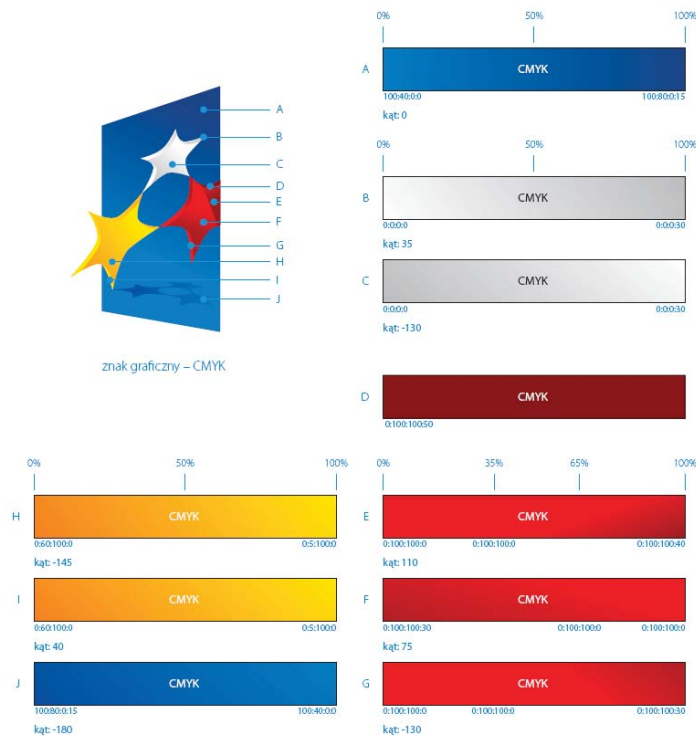 A
B
C
D
E
F
G
H
I
J
znak graficzny – CMYK
0% 50% 100%
A CMYK
100:40:0:0 100:80:0:15
kąt: 0
0% 50% 100%
B CMYK
0:0:0:0 0:0:0:30
kąt: 35
C CMYK
0:0:0:0 0:0:0:30
kąt: -130
D CMYK
0:100:100:50
0% 50% 100%
H CMYK
0:60:100:0 0:5:100:0
kąt: -145
I CMYK
0:60:100:0 0:5:100:0
kąt: 40
J CMYK
100:80:0:15 100:40:0:0
kąt: -180
0% 35% 65% 100%
E CMYK
0:100:100:0 0:100:100:0 0:100:100:40
kąt: 110
F CMYK
0:100:100:30 0:100:100:0 0:100:100:0
kąt: 75
G CMYK
0:100:100:0 0:100:100:0 0:100:100:30
kąt: -130